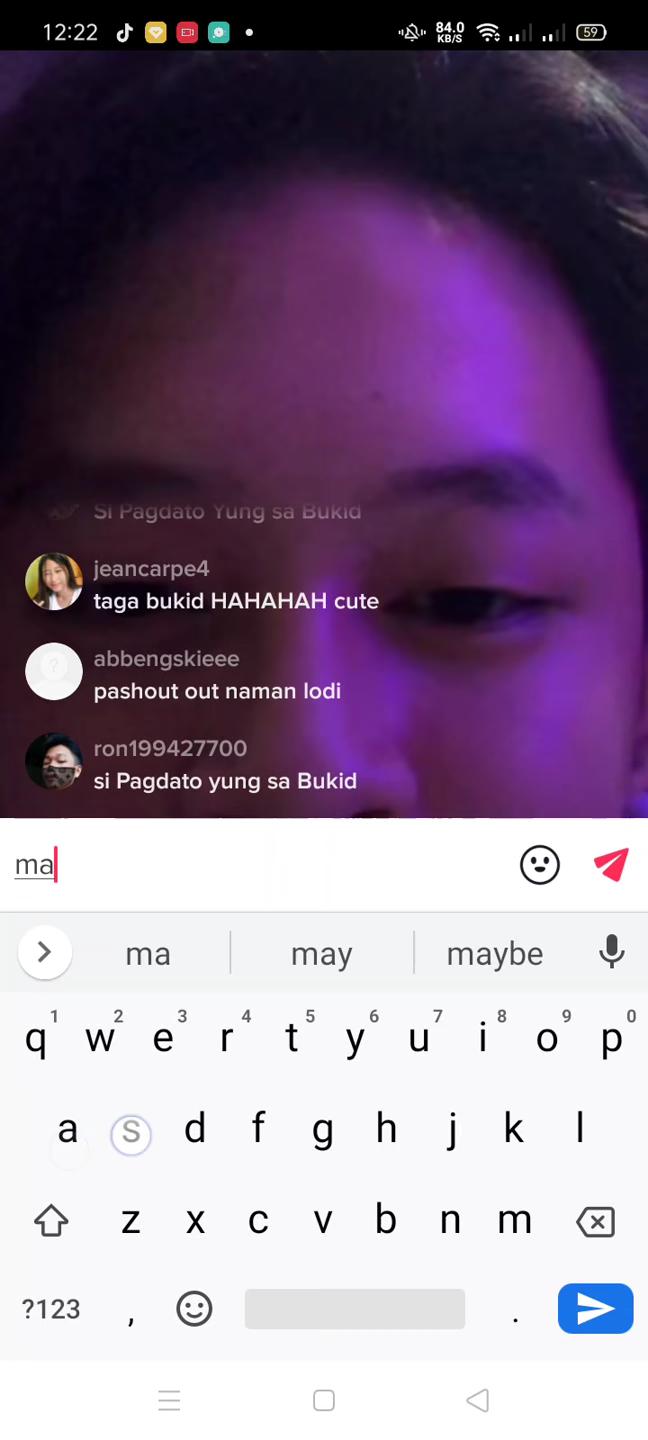 12:22
84.0
KB/S
59
Si Pagdato Yung sa Bukid
jeancarpe4
taga bukid HAHAHAH cute
abbengskieee
pashout out naman lodi
ron199427700
si Pagdato yung sa Bukid
ma
ma may maybe
1 2 3 4 5 6 7 8 9 0
q w e r t y u i o p
a s d f g h j k l
z x c v b n m
?123 , .